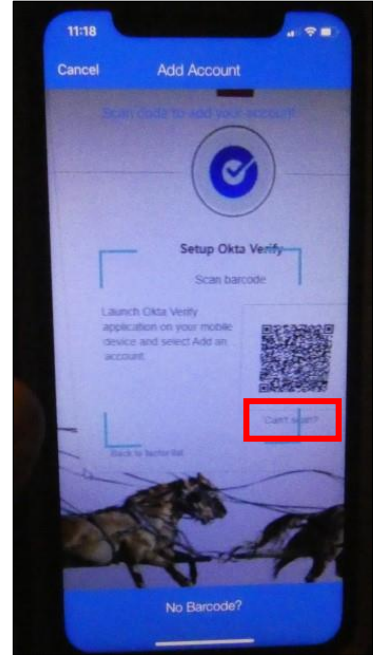 11:18
Cancel Add Account
Scan code to add your account
Setup Okta Verify
Scan barcode
Launch Okta Verify
application on your mobile
device and select Add an
account.
Can't scan?
Back to factor list
No Barcode?